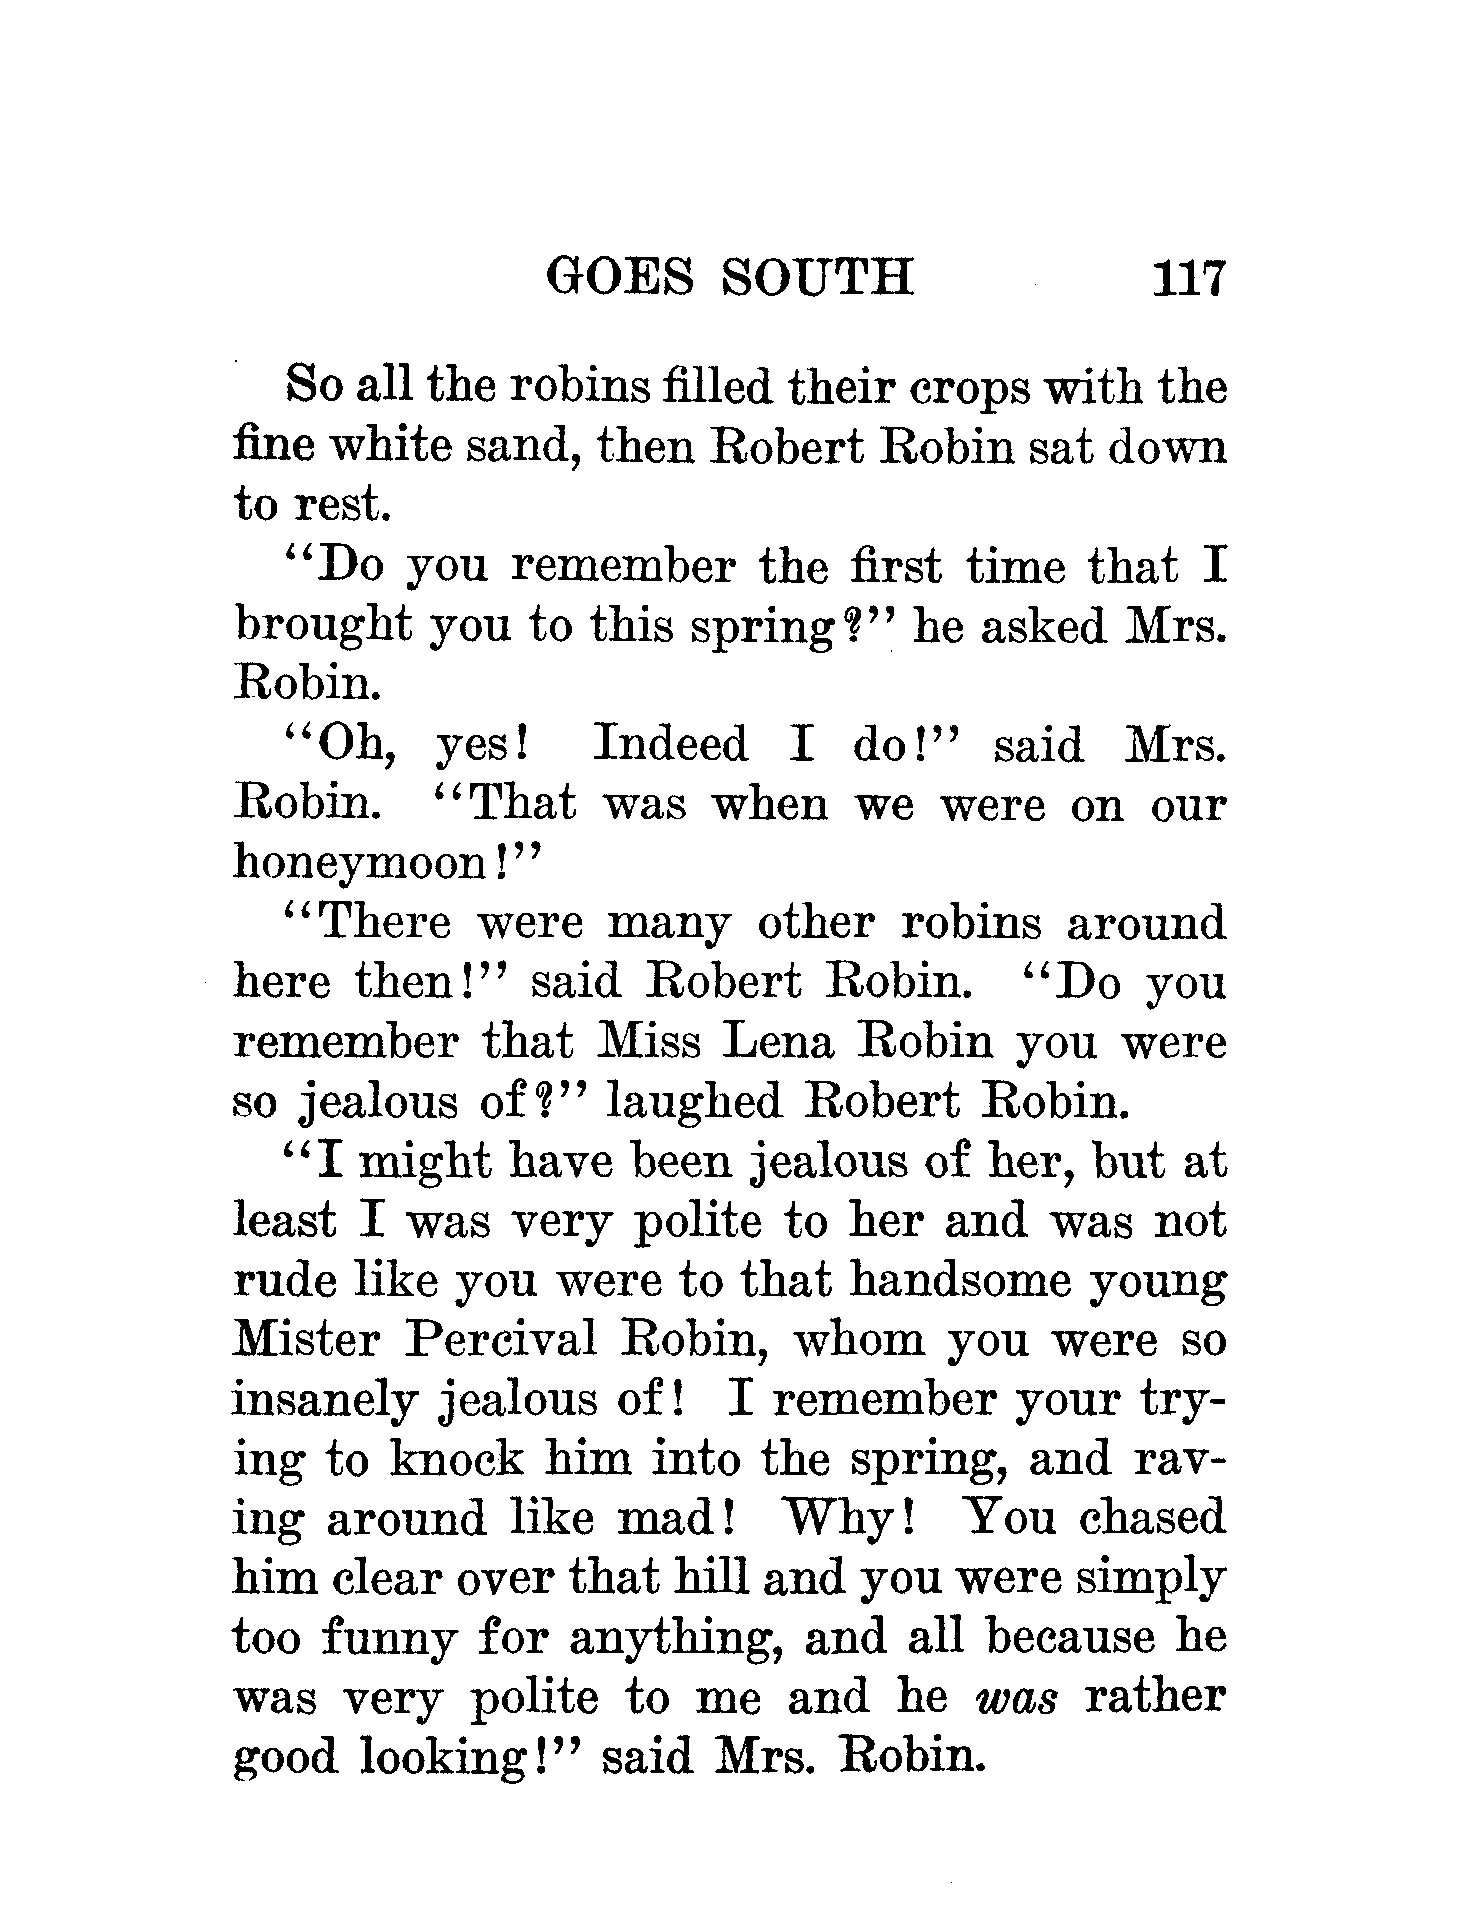 GOES SOUTH 117
So all the robins filled their crops with the
fine white sand, then Robert Robin sat down
to rest.
“Do you remember the first time that I
brought you to this spring?” he asked Mrs.
Robin.
“Oh, yes! Indeed I do!” said Mrs.
Robin. “That was when we were on our
honeymoon!”
“There were many other robins around
here then!” said Robert Robin. “Do you
remember that Miss Lena Robin you were
so jealous of?” laughed Robert Robin.
“I might have been jealous of her, but at
least I was very polite to her and was not
rude like you were to that handsome young
Mister Percival Robin, whom you were so
insanely jealous of! I remember your try-
ing to knock him into the spring, and rav-
ing around like mad! Why! You chased
him clear over that hill and you were simply
too funny for anything, and all because he
was very polite to me and he was rather
good looking!” said Mrs. Robin.